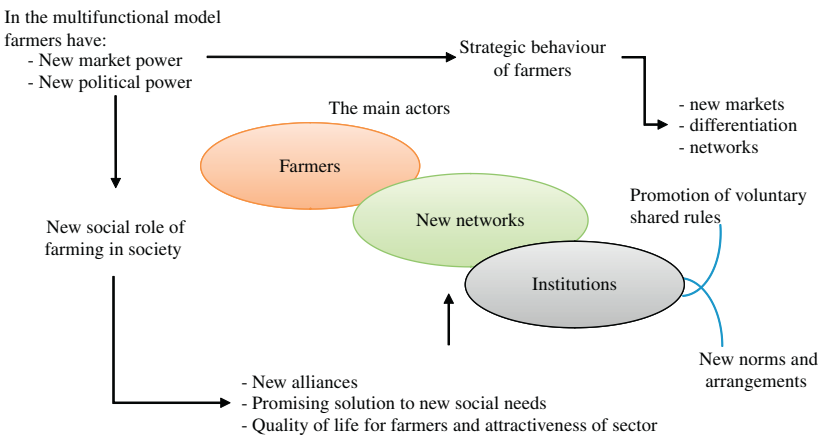 In the multifunctional model
farmers have:
- New market power
- New political power
Strategic behaviour
of farmers
- new markets
- differentiation
- networks
The main actors
Farmers
New networks
Institutions
Promotion of voluntary
shared rules
New social role of
farming in society
New norms and
arrangements
- New alliances
- Promising solution to new social needs
- Quality of life for farmers and attractiveness of sector